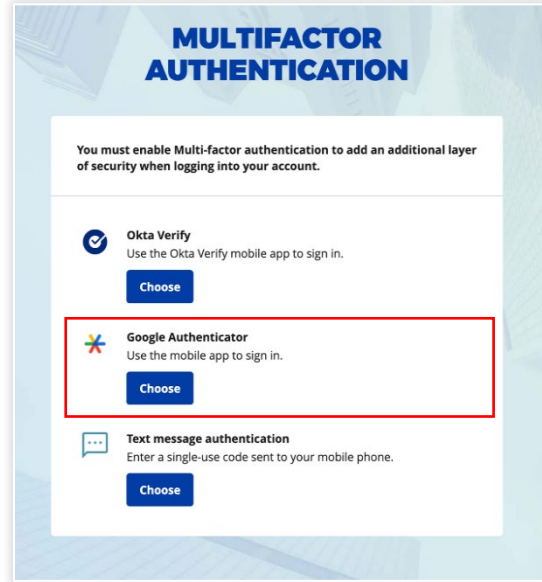 MULTIFACTOR
AUTHENTICATION
You must enable Multi-factor authentication to add an additional layer
of security when logging into your account.
Okta Verify
Use the Okta Verify mobile app to sign in.
Choose
Google Authenticator
Use the mobile app to sign in.
Choose
Text message authentication
Enter a single-use code sent to your mobile phone.
Choose